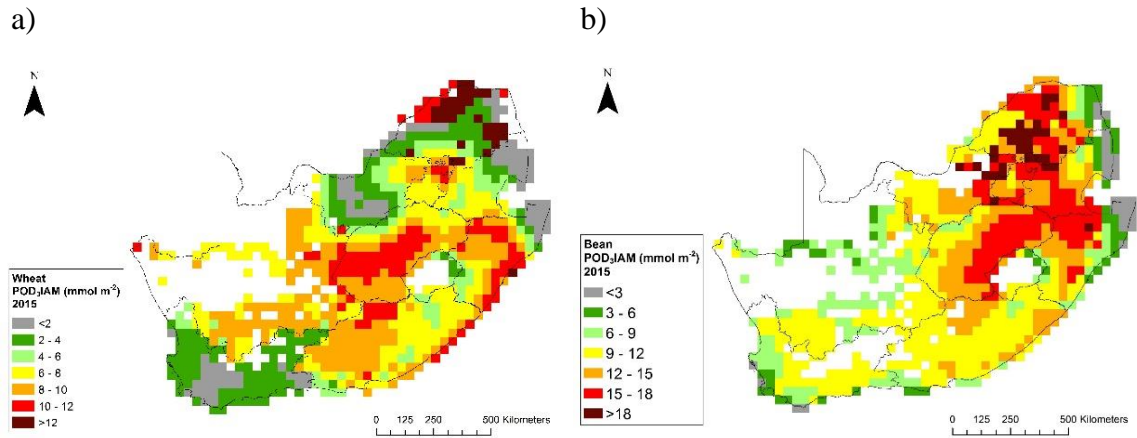 a)
N
Wheat
POD₃IAM (mmol m⁻²)
2015
<2
2 - 4
4 - 6
6 - 8
8 - 10
10 - 12
>12
0 125 250 500 Kilometers
b)
N
Bean
POD₃IAM (mmol m⁻²)
2015
<3
3 - 6
6 - 9
9 - 12
12 - 15
15 - 18
>18
0 125 250 500 Kilometers